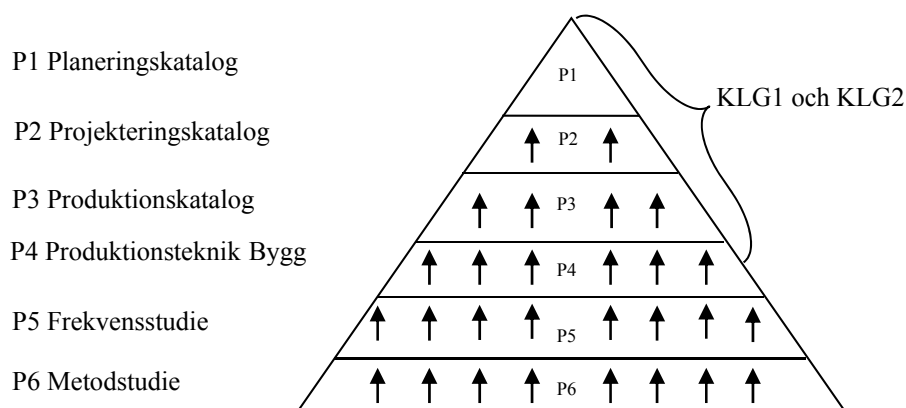 P1 Planeringskatalog
P1
KLG1 och KLG2
P2 Projekteringskatalog
P2
P3 Produktionskatalog
P3
P4 Produktionsteknik Bygg
P4
P5 Frekvensstudie
P5
P6 Metodstudie
P6